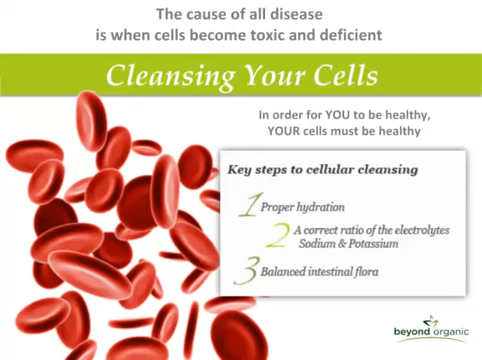 The cause of all disease
is when cells become toxic and deficient
Cleansing Your Cells
In order for YOU to be healthy,
YOUR cells must be healthy
Key steps to cellular cleansing
1 Proper hydration
2 A correct ratio of the electrolytes
Sodium & Potassium
3 Balanced intestinal flora
beyond organic